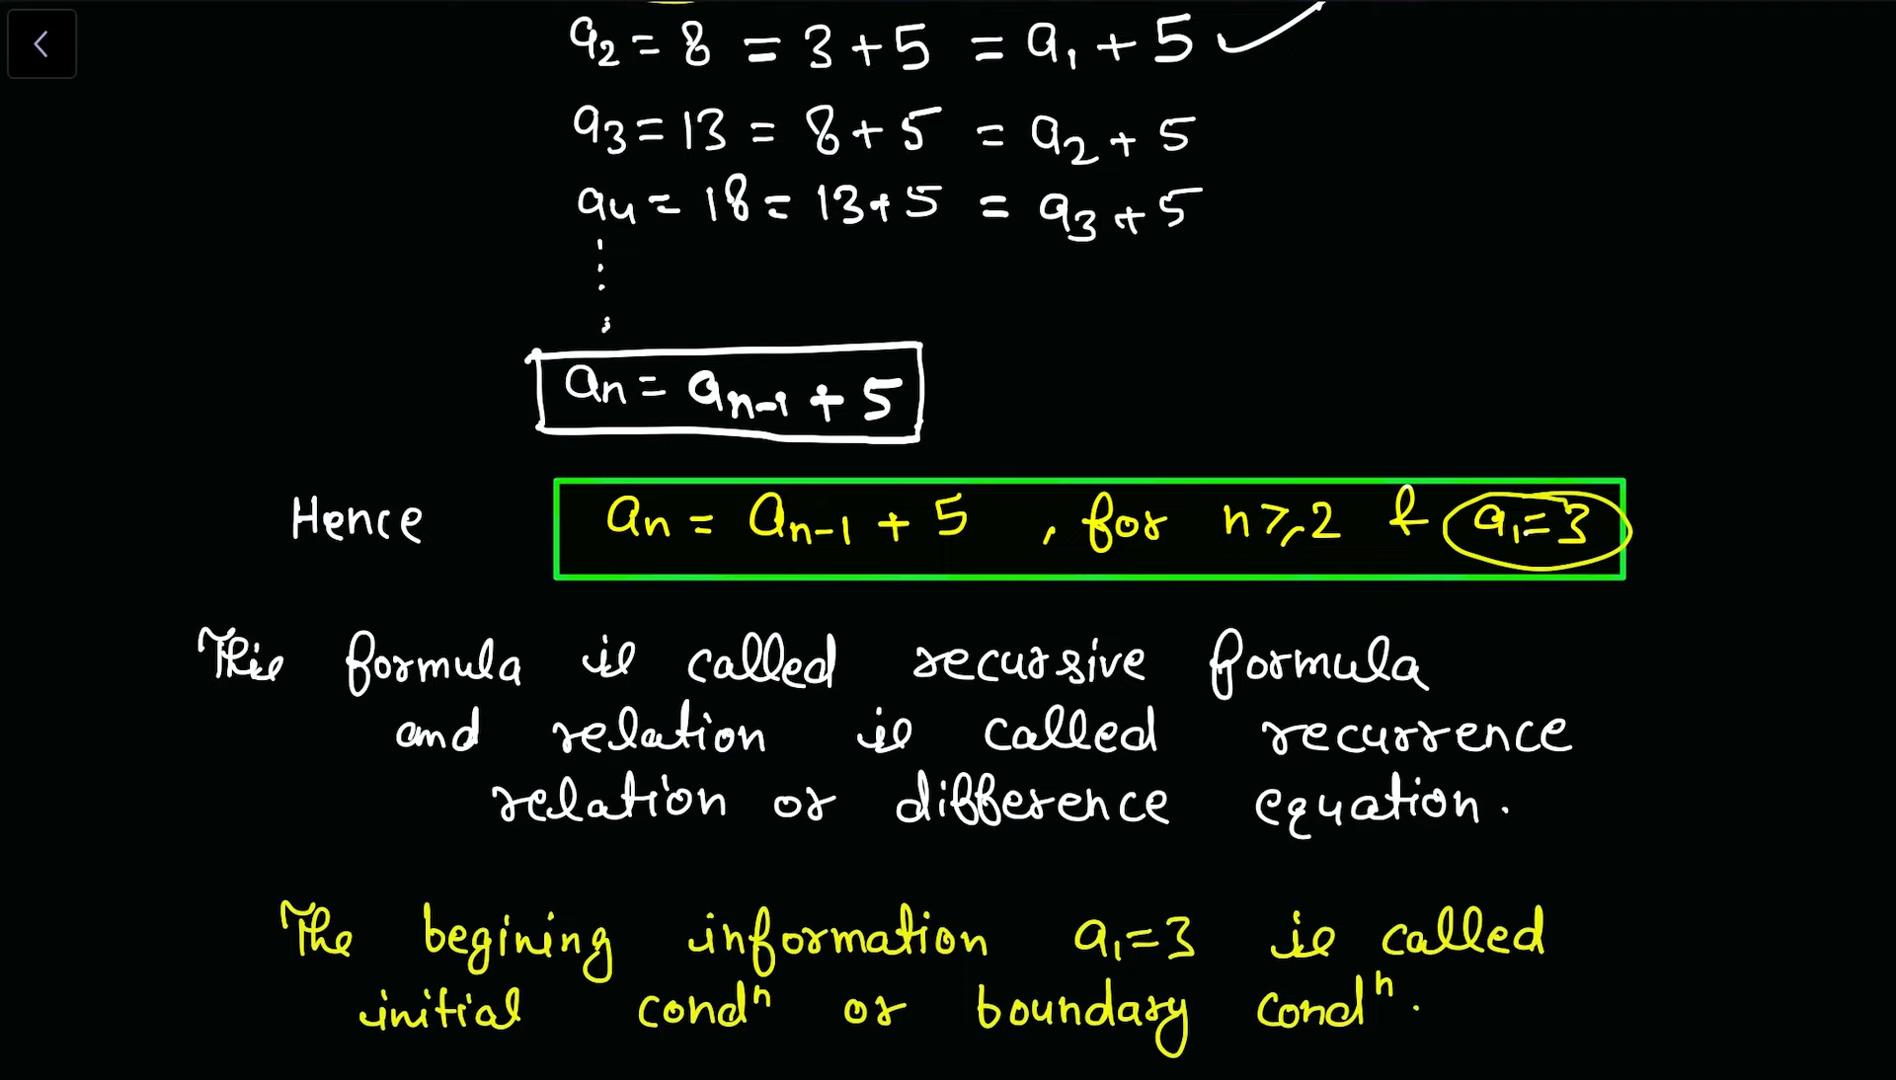 a₂ = 8 = 3 + 5 = a₁ + 5 ✓
a₃ = 13 = 8 + 5 = a₂ + 5
a₄ = 18 = 13 + 5 = a₃ + 5
aₙ = aₙ₋₁ + 5
Hence aₙ = aₙ₋₁ + 5 , for n ≥ 2 & a₁ = 3
This formula is called recursive formula
and relation is called recurrence
relation or difference equation.
The begining information a₁=3 is called
initial condⁿ or boundary condⁿ.